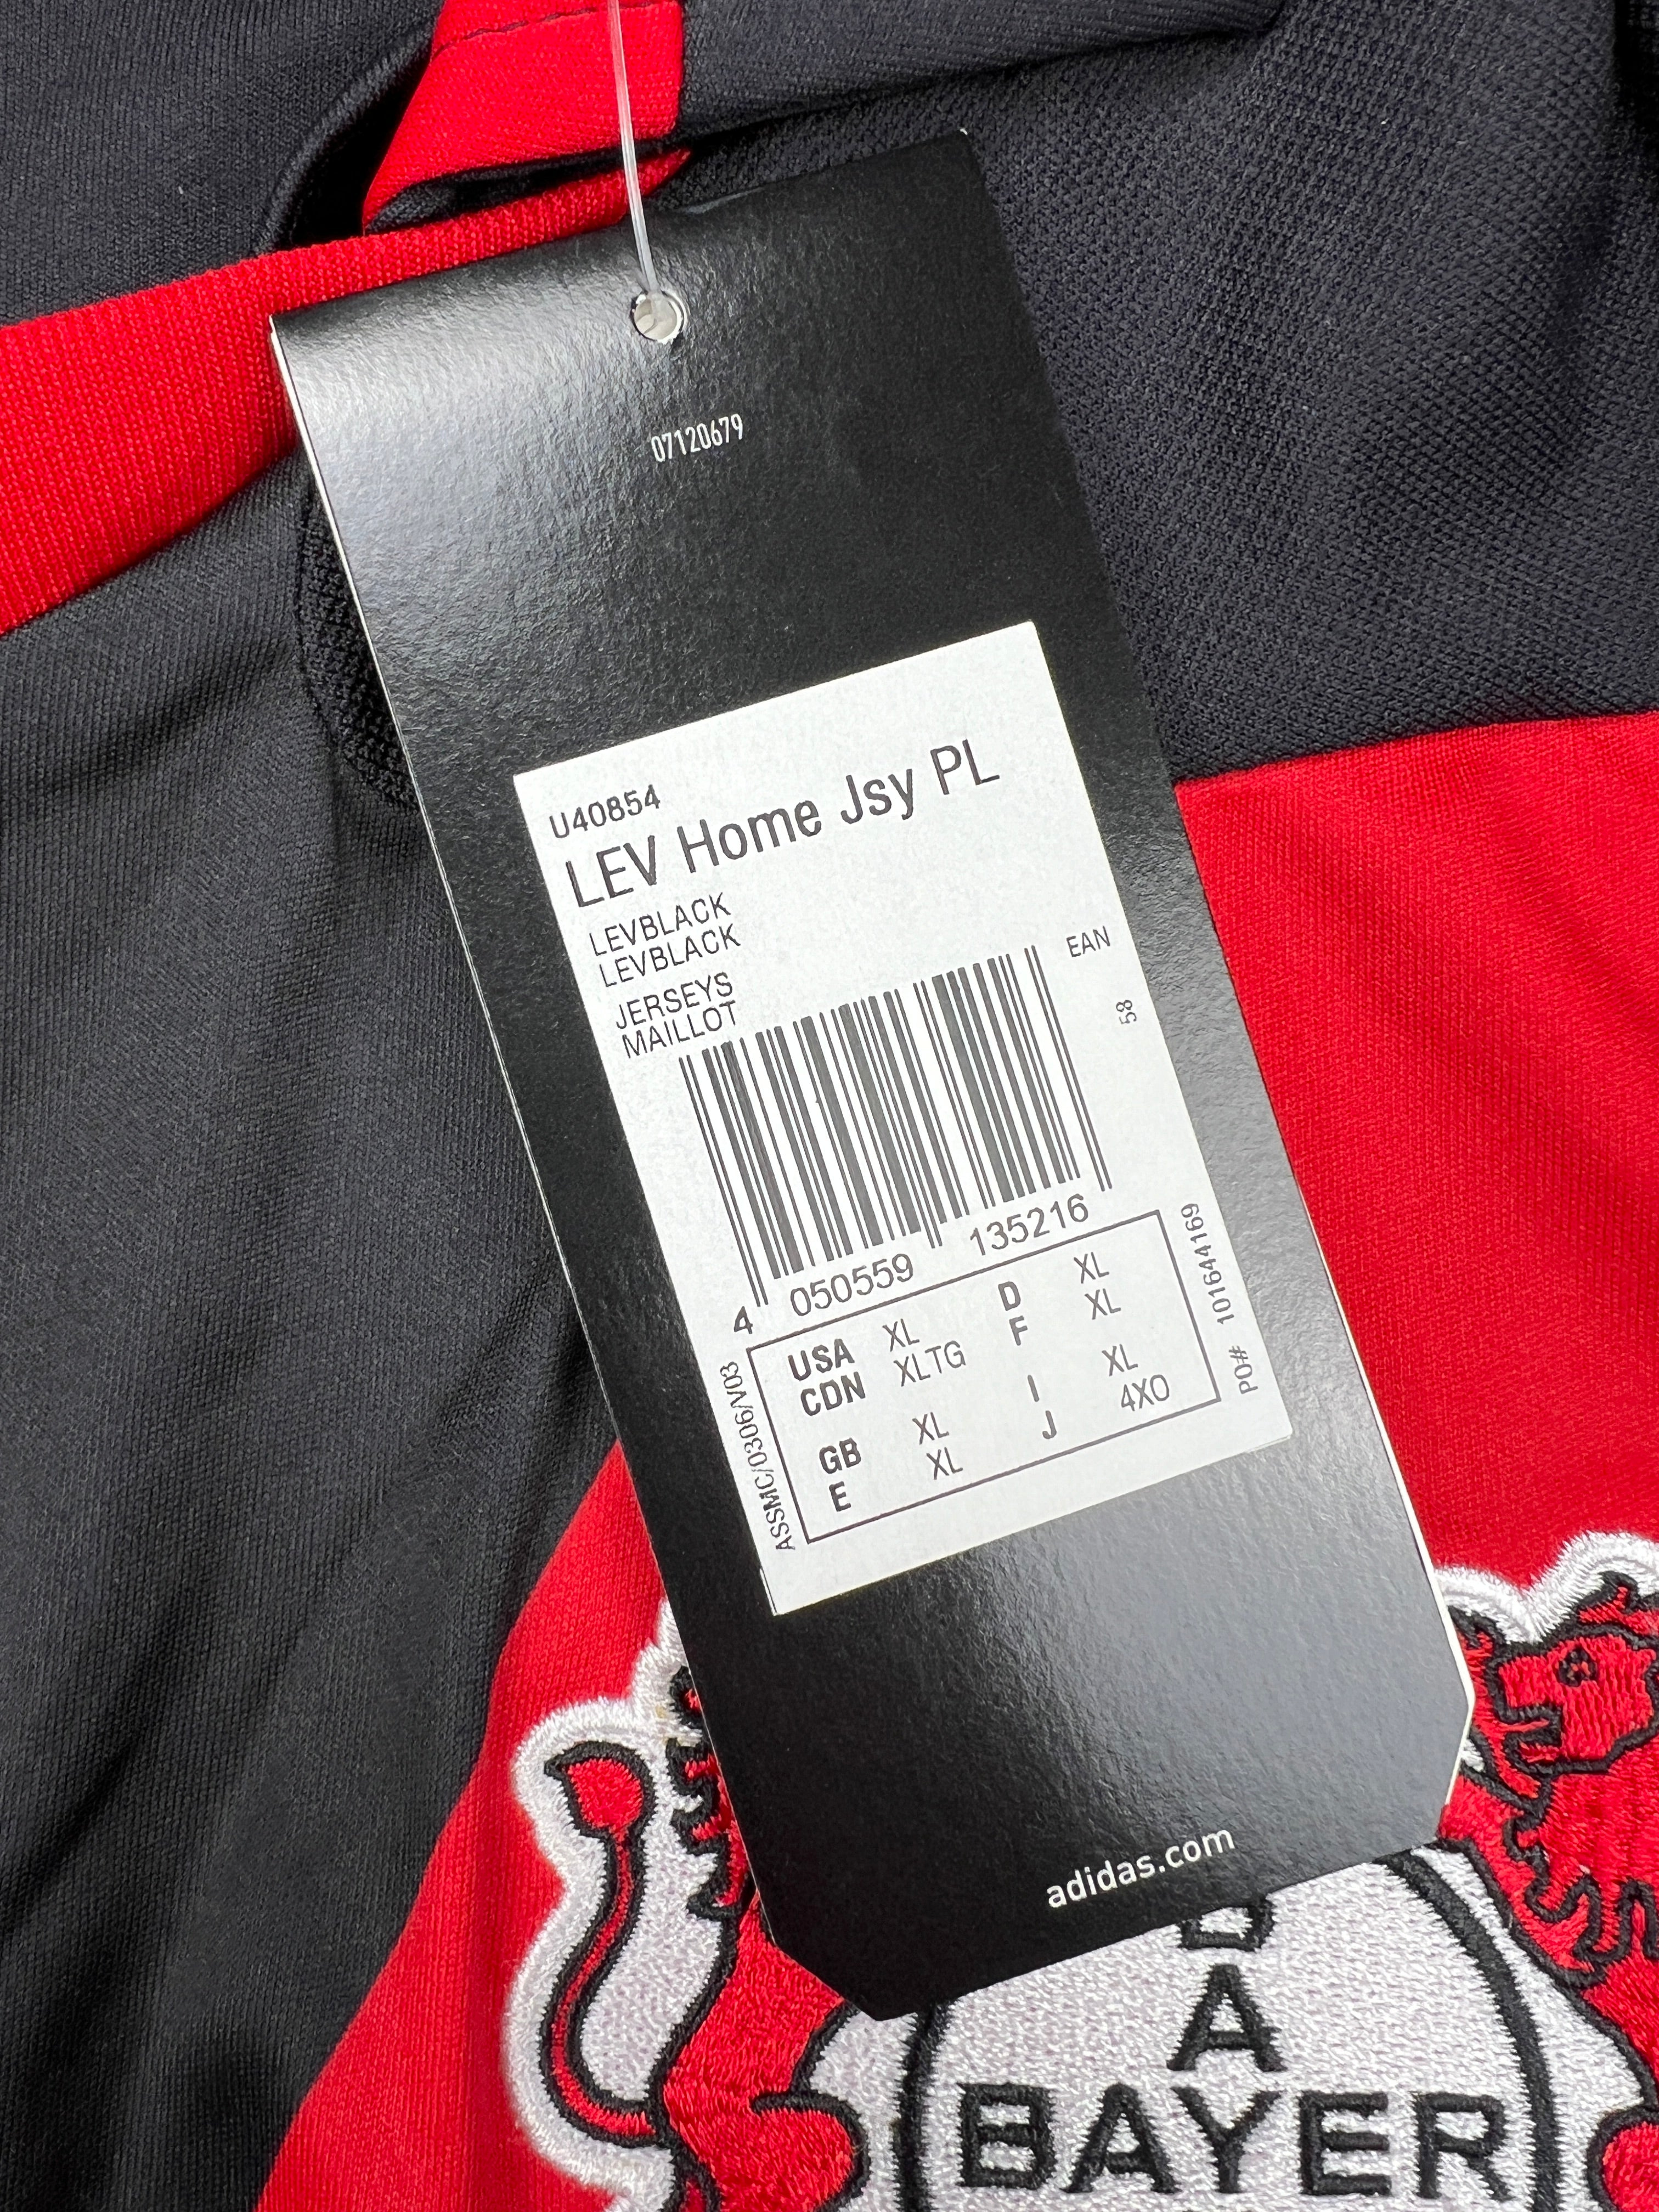 07120679
U40854
LEV Home Jsy PL
LEVBLACK
LEVBLACK
JERSEYS
MAILLOT
EAN
58
4 050559 135216
USA XL D XL
CDN XLTG F XL
GB XL I XL
E XL J 4XO
ASSMC/0306/V03
PO# 101644169
adidas.com
B
A
BAYER